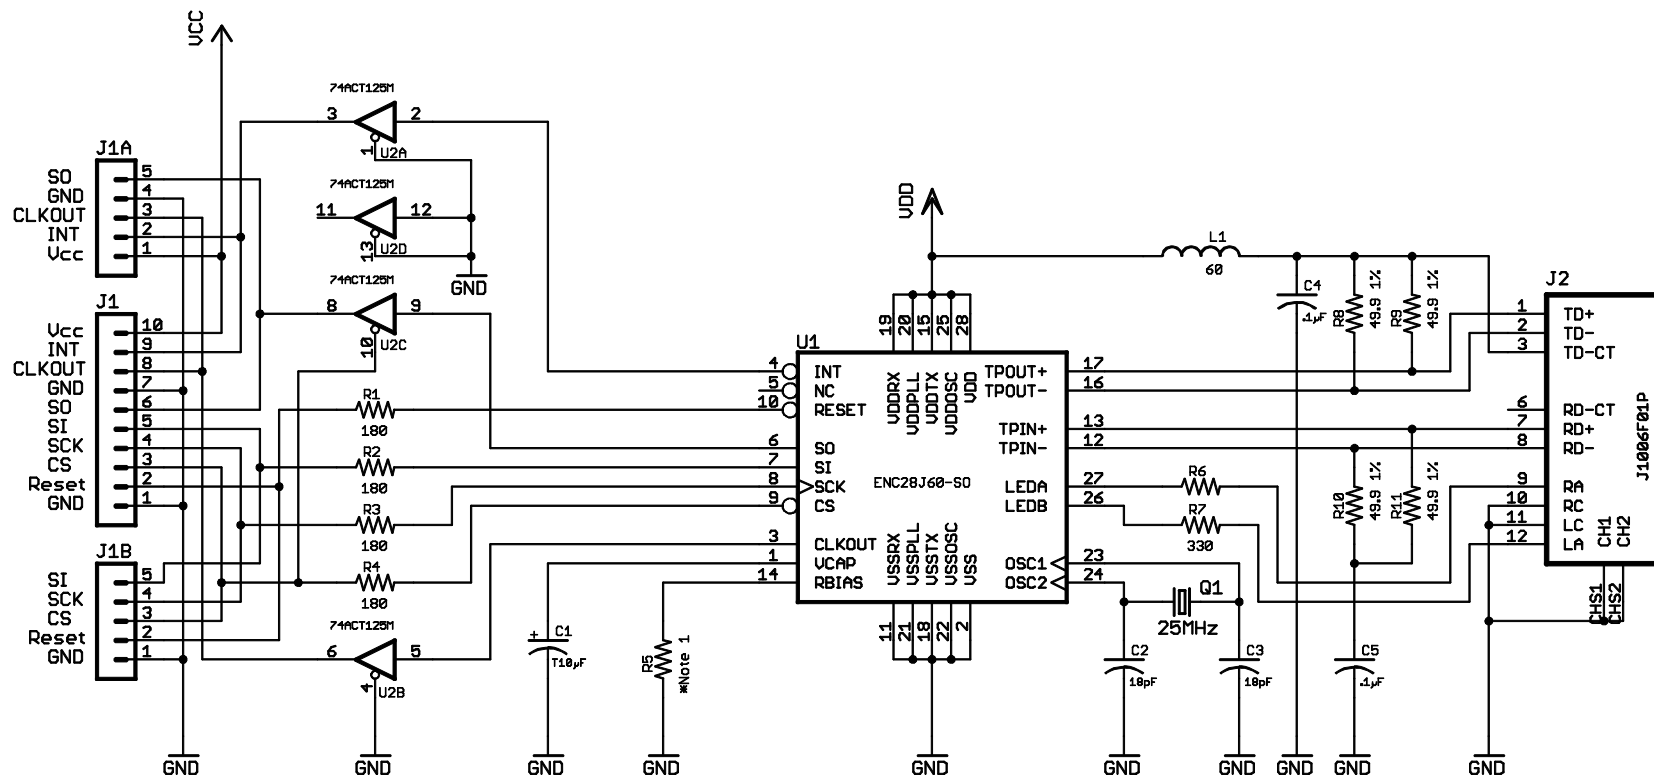 VCC
74ACT125M
3
2
1
U2A
74ACT125M
11
12
13
U2D
GND
74ACT125M
8
9
10
U2C
J1A
SO 5
GND 4
CLKOUT 3
INT 2
Vcc 1
J1
Vcc 10
INT 9
CLKOUT 8
GND 7
SO 6
SI 5
SCK 4
CS 3
Reset 2
GND 1
J1B
SI 5
SCK 4
CS 3
Reset 2
GND 1
R1
180
R2
180
R3
180
R4
180
74ACT125M
6
5
4
U2B
C1
+
T10µF
R5
*Note 1
VDD
U1
19
20
15
25
28
VDDRX
VDDPLL
VDDTX
VDDOSC
VDD
4 INT
5 NC
10 RESET
6 SO
7 SI
8 SCK
9 CS
3 CLKOUT
1 VCAP
14 RBIAS
ENC28J60-SO
TPOUT+ 17
TPOUT- 16
TPIN+ 13
TPIN- 12
LEDA 27
LEDB 26
OSC1 23
OSC2 24
VSSRX
VSSPLL
VSSTX
VSSOSC
VSS
11
21
18
22
2
L1
60
C4
.1µF
R8
49.9 1%
R9
49.9 1%
R6
R7
330
R10
49.9 1%
R11
49.9 1%
Q1
25MHz
C2
18pF
C3
18pF
C5
.1µF
J2
1 TD+
2 TD-
3 TD-CT
6 RD-CT
7 RD+
8 RD-
9 RA
10 RC
11 LC
12 LA
CH1
CH2
CHS1
CHS2
J1006F01P
GND
GND
GND
GND
GND
GND
GND
GND
GND
GND